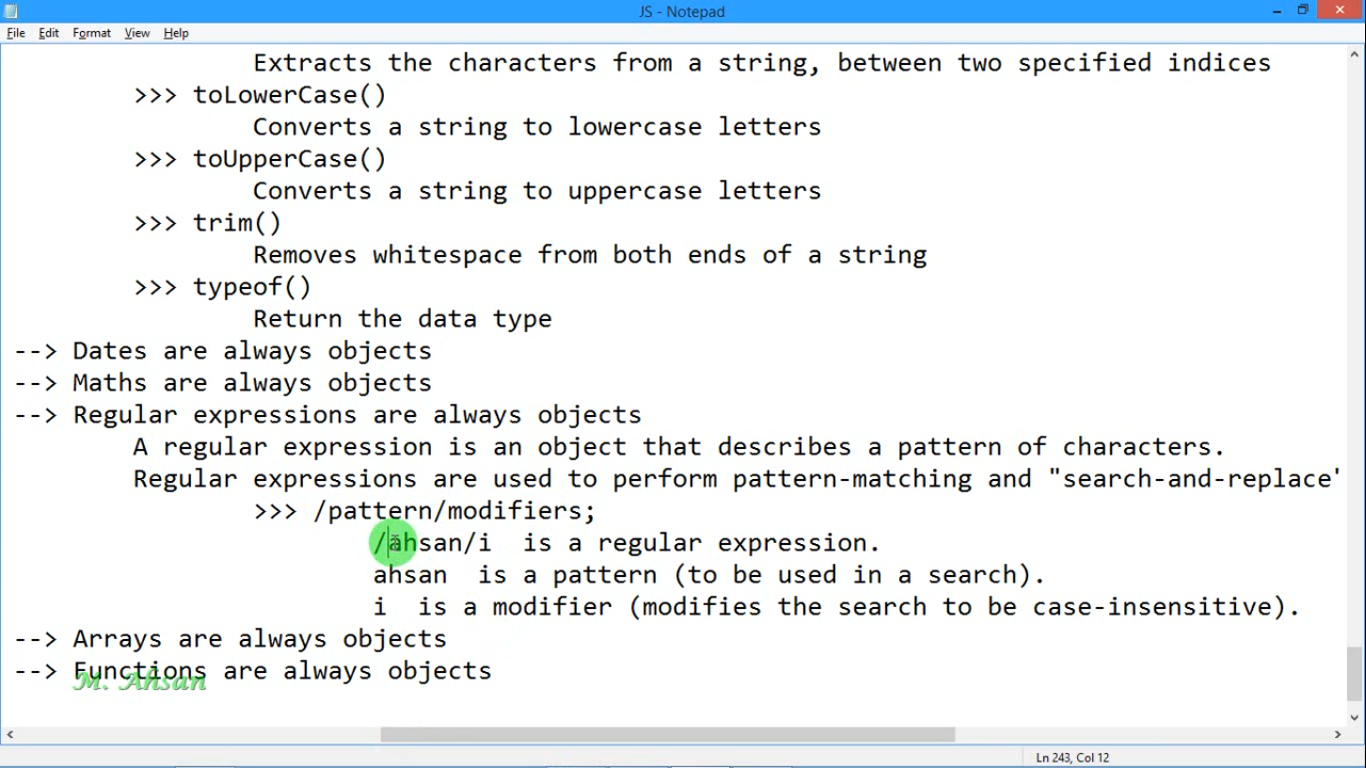 JS - Notepad
File Edit Format View Help
Extracts the characters from a string, between two specified indices
>>> toLowerCase()
Converts a string to lowercase letters
>>> toUpperCase()
Converts a string to uppercase letters
>>> trim()
Removes whitespace from both ends of a string
>>> typeof()
Return the data type
--> Dates are always objects
--> Maths are always objects
--> Regular expressions are always objects
A regular expression is an object that describes a pattern of characters.
Regular expressions are used to perform pattern-matching and "search-and-replace'
>>> /pattern/modifiers;
/ahsan/i is a regular expression.
ahsan is a pattern (to be used in a search).
i is a modifier (modifies the search to be case-insensitive).
--> Arrays are always objects
--> Functions are always objects
M. Ahsan
Ln 243, Col 12